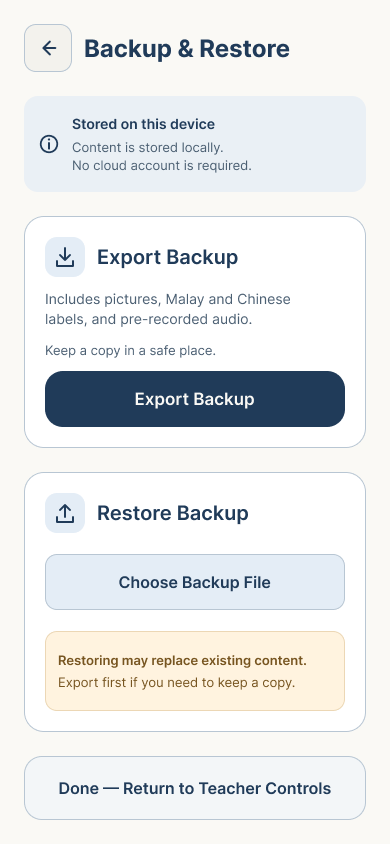 Backup & Restore
Stored on this device
Content is stored locally.
No cloud account is required.
Export Backup
Includes pictures, Malay and Chinese
labels, and pre-recorded audio.
Keep a copy in a safe place.
Export Backup
Restore Backup
Choose Backup File
Restoring may replace existing content.
Export first if you need to keep a copy.
Done — Return to Teacher Controls